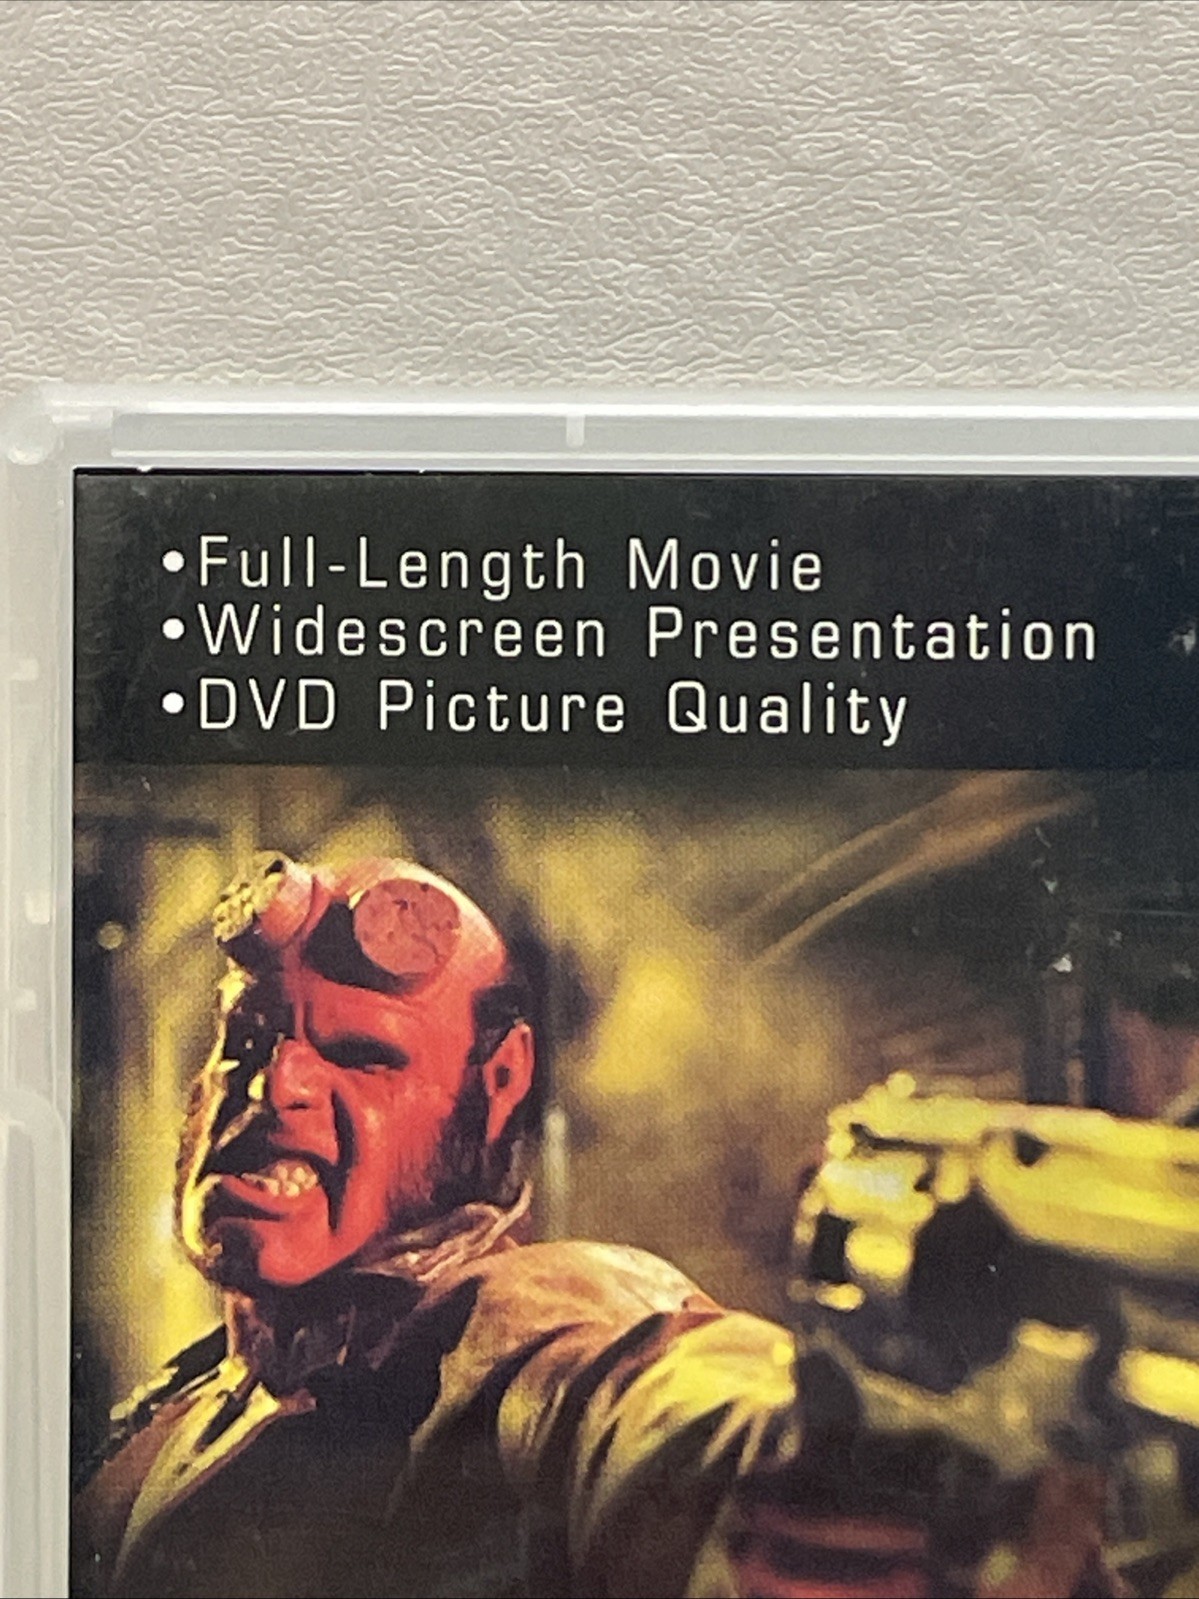 •Full-Length Movie
•Widescreen Presentation
•DVD Picture Quality